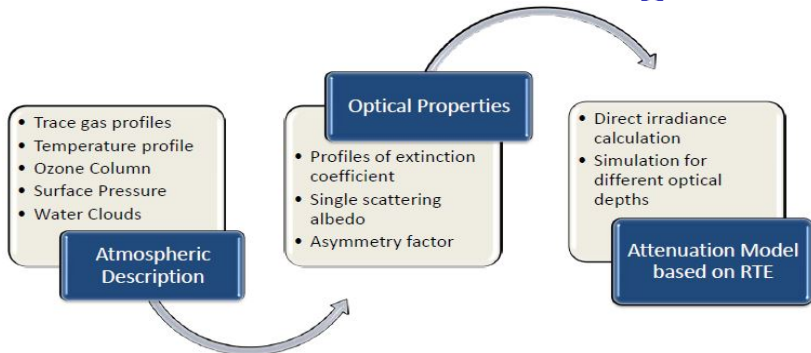 • Trace gas profiles
• Temperature profile
• Ozone Column
• Surface Pressure
• Water Clouds
Atmospheric
Description
Optical Properties
• Profiles of extinction
coefficient
• Single scattering
albedo
• Asymmetry factor
• Direct irradiance
calculation
• Simulation for
different optical
depths
Attenuation Model
based on RTE